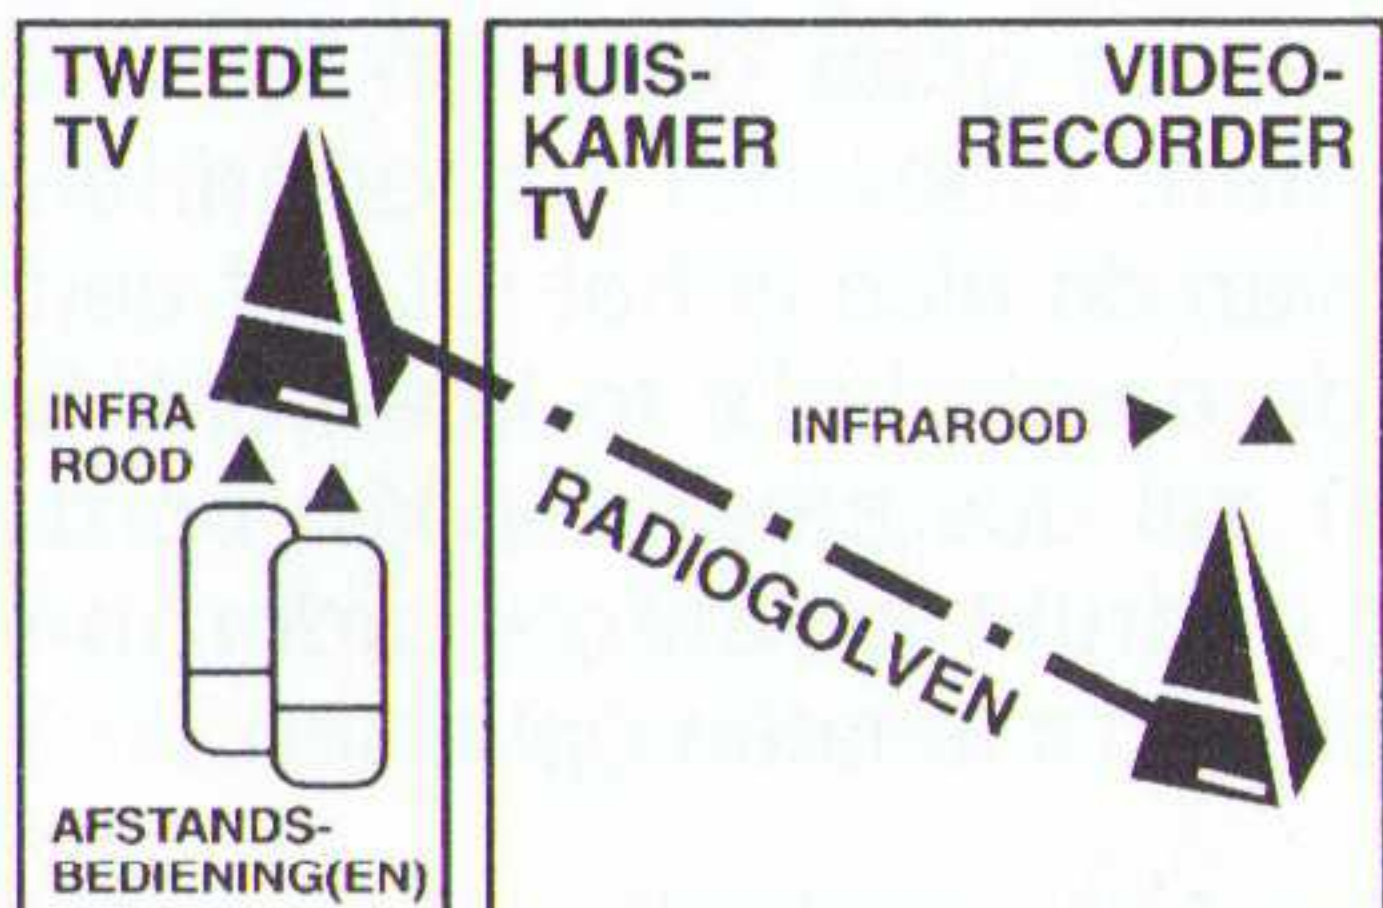 TWEEDE
TV
INFRA
ROOD
AFSTANDS-
BEDIENING(EN)
HUIS-
KAMER
TV
VIDEO-
RECORDER
INFRAROOD
RADIOGOLVEN